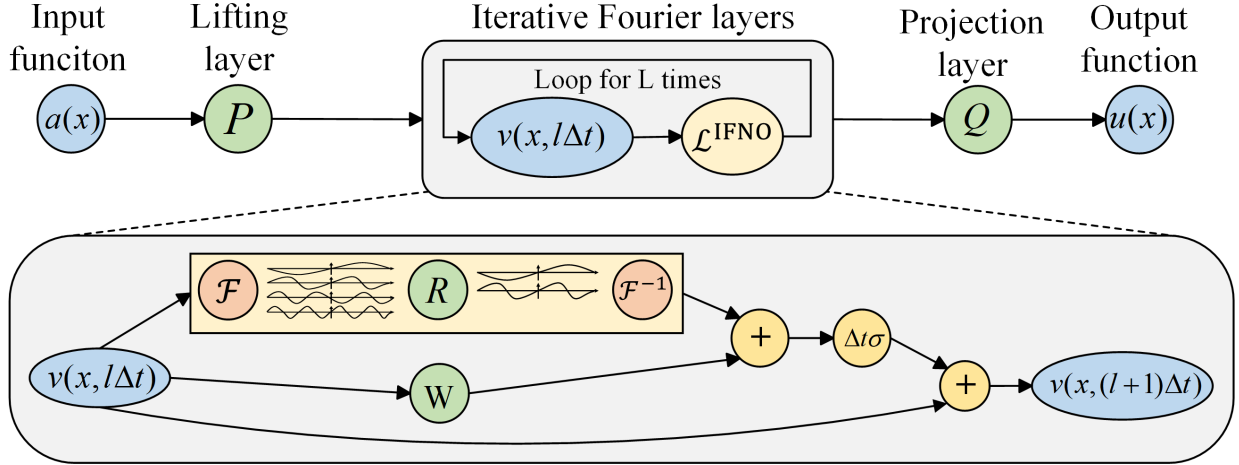 Input
funciton
Lifting
layer
Iterative Fourier layers
Projection
layer
Output
function
Loop for L times
a(x)
P
v(x, lΔt)
ℒ^IFNO
Q
u(x)
ℱ
R
ℱ⁻¹
+
Δtσ
v(x, lΔt)
W
+
v(x, (l + 1)Δt)